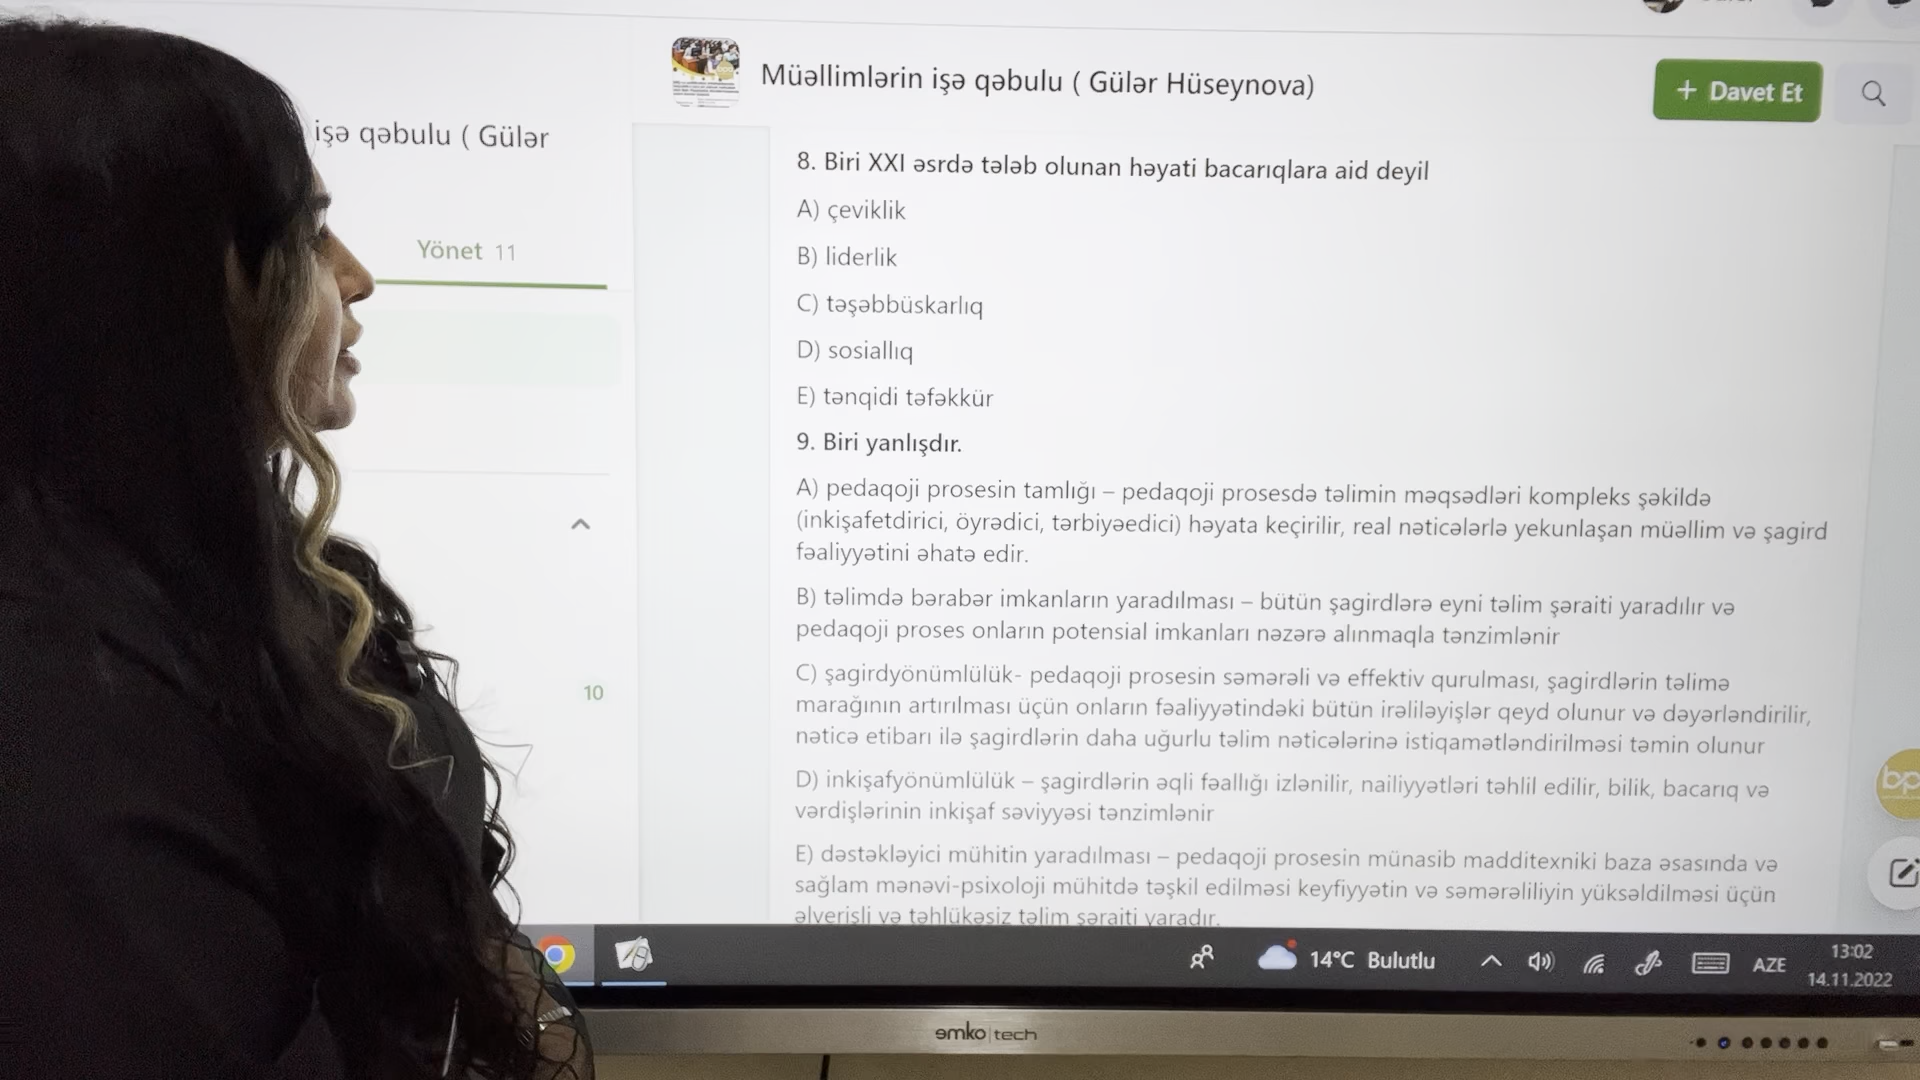 Müəllimlərin işə qəbulu ( Gülər Hüseynova)
+ Davet Et
işə qəbulu ( Gülər
Yönet 11
10
8. Biri XXI əsrdə tələb olunan həyati bacarıqlara aid deyil
A) çeviklik
B) liderlik
C) təşəbbüskarlıq
D) sosiallıq
E) tənqidi təfəkkür
9. Biri yanlışdır.
A) pedaqoji prosesin tamlığı – pedaqoji prosesdə təlimin məqsədləri kompleks şəkildə
(inkişafetdirici, öyrədici, tərbiyəedici) həyata keçirilir, real nəticələrlə yekunlaşan müəllim və şagird
fəaliyyətini əhatə edir.
B) təlimdə bərabər imkanların yaradılması – bütün şagirdlərə eyni təlim şəraiti yaradılır və
pedaqoji proses onların potensial imkanları nəzərə alınmaqla tənzimlənir
C) şagirdyönümlülük- pedaqoji prosesin səmərəli və effektiv qurulması, şagirdlərin təlimə
marağının artırılması üçün onların fəaliyyətindəki bütün irəliləyişlər qeyd olunur və dəyərləndirilir,
nəticə etibarı ilə şagirdlərin daha uğurlu təlim nəticələrinə istiqamətləndirilməsi təmin olunur
D) inkişafyönümlülük – şagirdlərin əqli fəallığı izlənilir, nailiyyətləri təhlil edilir, bilik, bacarıq və
vərdişlərinin inkişaf səviyyəsi tənzimlənir
E) dəstəkləyici mühitin yaradılması – pedaqoji prosesin münasib madditexniki baza əsasında və
sağlam mənəvi-psixoloji mühitdə təşkil edilməsi keyfiyyətin və səmərəliliyin yüksəldilməsi üçün
əlverişli və təhlükəsiz təlim şəraiti yaradır.
bp
14°C Bulutlu
AZE
13:02
14.11.2022
emko|tech